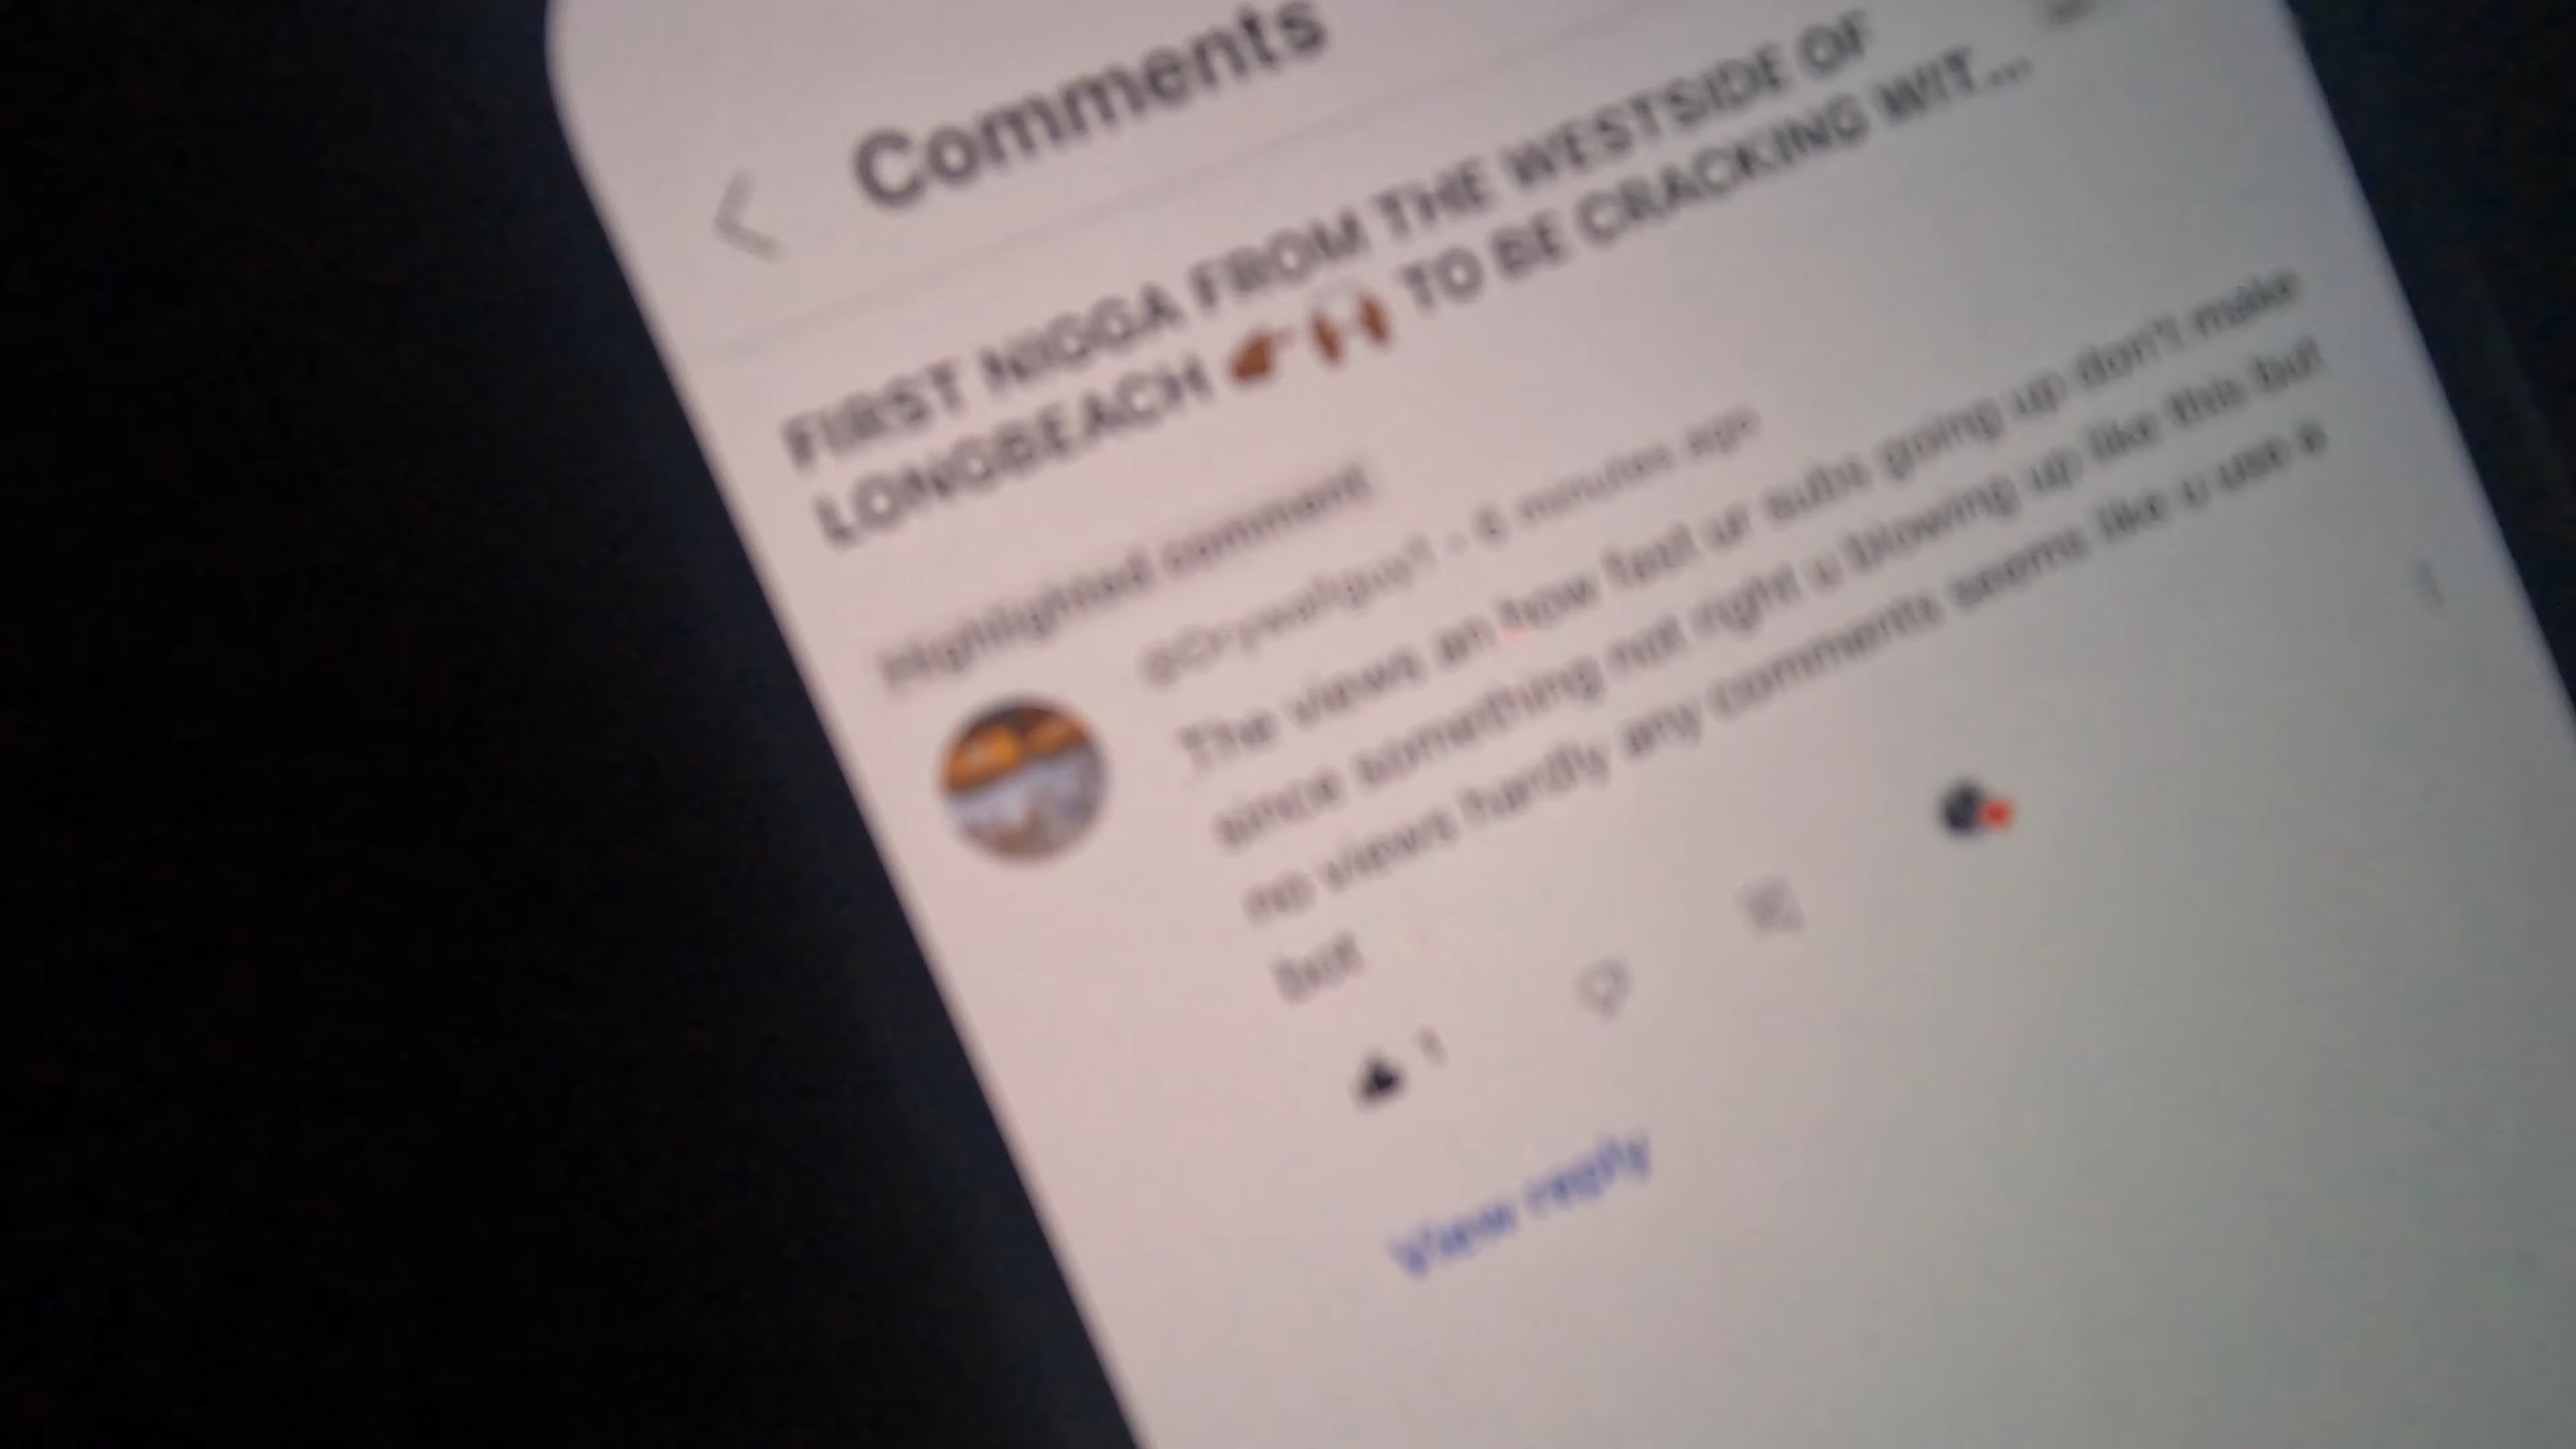 Comments
FIRST NIGGA FROM THE WESTSIDE OF
LONGBEACH 👉🏾🙌🏾 TO BE CRACKING WIT...
Highlighted comment
6 minutes ago
The views an how fast ur subs going up don't make
since something not right u blowing up like this but
no views hardly any comments seems like u use a
bot
1
View reply